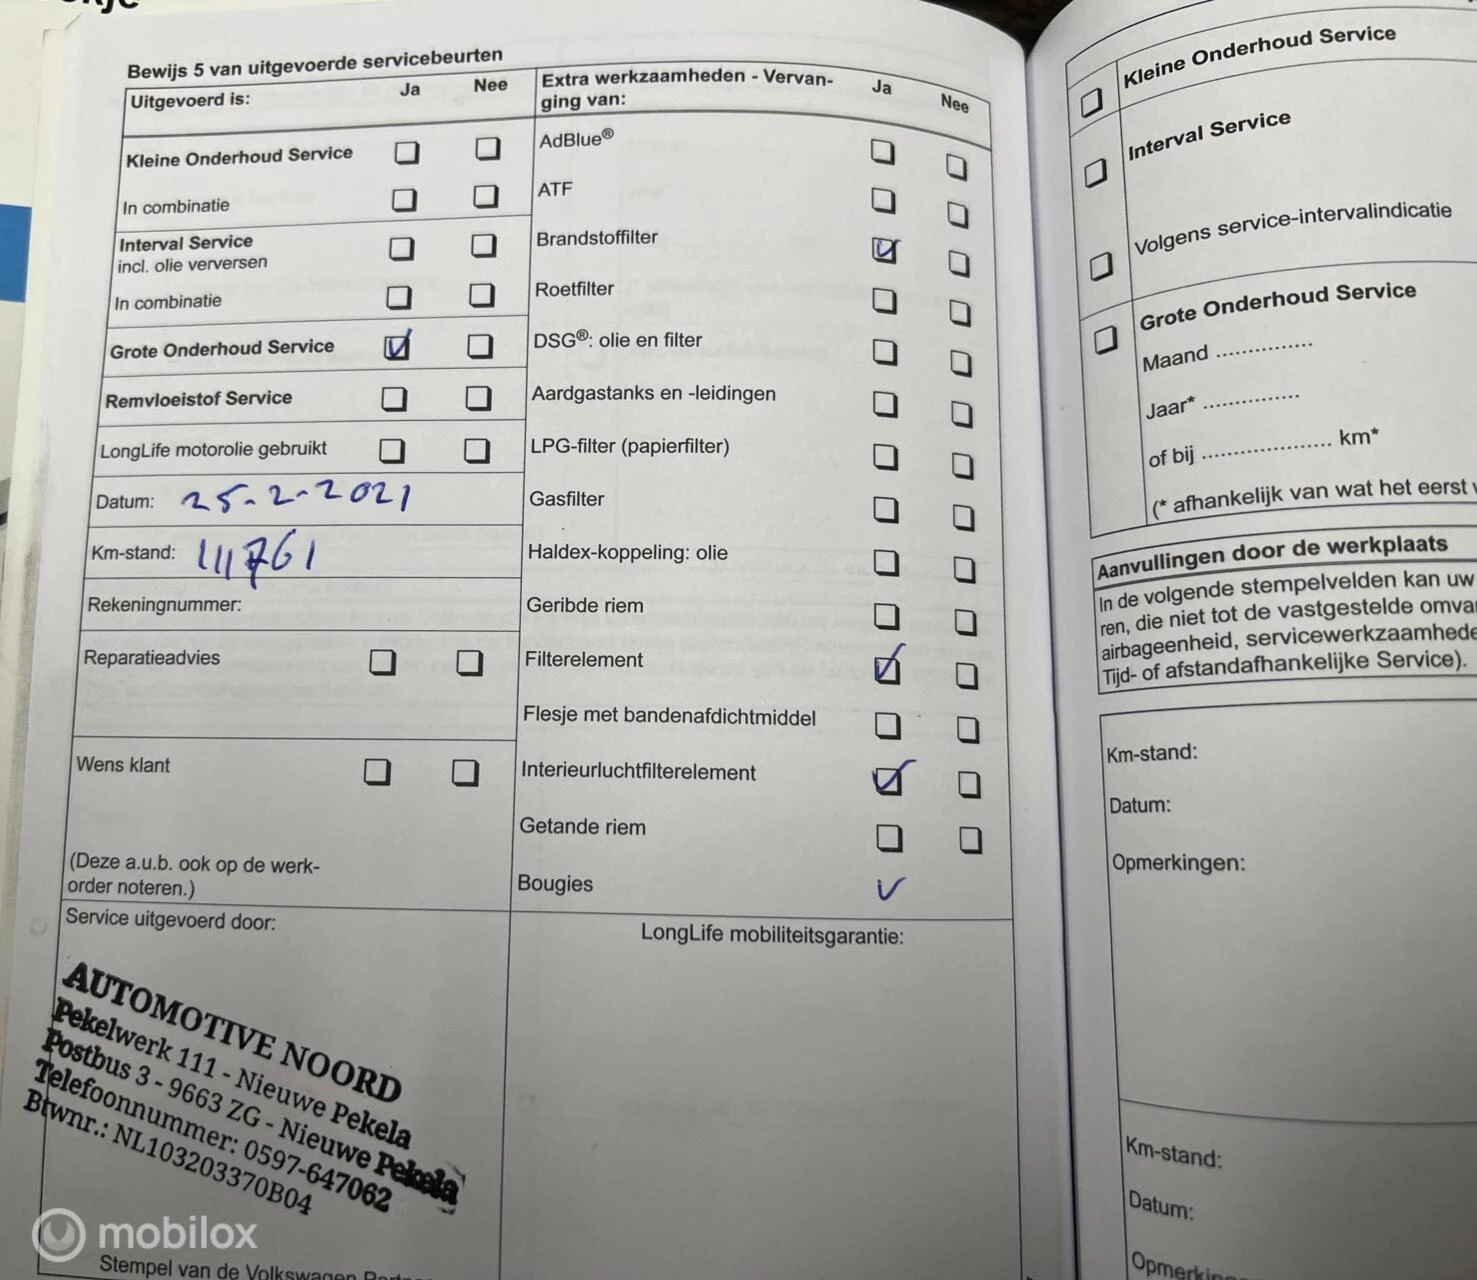 Bewijs 5 van uitgevoerde servicebeurten
Uitgevoerd is: Ja Nee
Kleine Onderhoud Service
In combinatie
Interval Service
incl. olie verversen
In combinatie
Grote Onderhoud Service
Remvloeistof Service
LongLife motorolie gebruikt
Datum: 25-2-2021
Km-stand: 111761
Rekeningnummer:
Reparatieadvies
Wens klant
(Deze a.u.b. ook op de werk-
order noteren.)
Service uitgevoerd door:
AUTOMOTIVE NOORD
Pekelwerk 111 - Nieuwe Pekela
Postbus 3 - 9663 ZG - Nieuwe Pekela
Telefoonnummer: 0597-647062
Btwnr.: NL103203370B04
Stempel van de Volkswagen
Extra werkzaamheden - Vervan-
ging van: Ja Nee
AdBlue®
ATF
Brandstoffilter
Roetfilter
DSG®: olie en filter
Aardgastanks en -leidingen
LPG-filter (papierfilter)
Gasfilter
Haldex-koppeling: olie
Geribde riem
Filterelement
Flesje met bandenafdichtmiddel
Interieurluchtfilterelement
Getande riem
Bougies
LongLife mobiliteitsgarantie:
Kleine Onderhoud Service
Interval Service
Volgens service-intervalindicatie
Grote Onderhoud Service
Maand ...............
Jaar* ...............
of bij .................... km*
(* afhankelijk van wat het eerst
Aanvullingen door de werkplaats
In de volgende stempelvelden kan uw
ren, die niet tot de vastgestelde omva
airbageenheid, servicewerkzaamhede
Tijd- of afstandafhankelijke Service).
Km-stand:
Datum:
Opmerkingen:
Km-stand:
Datum:
Opmerking
mobilox